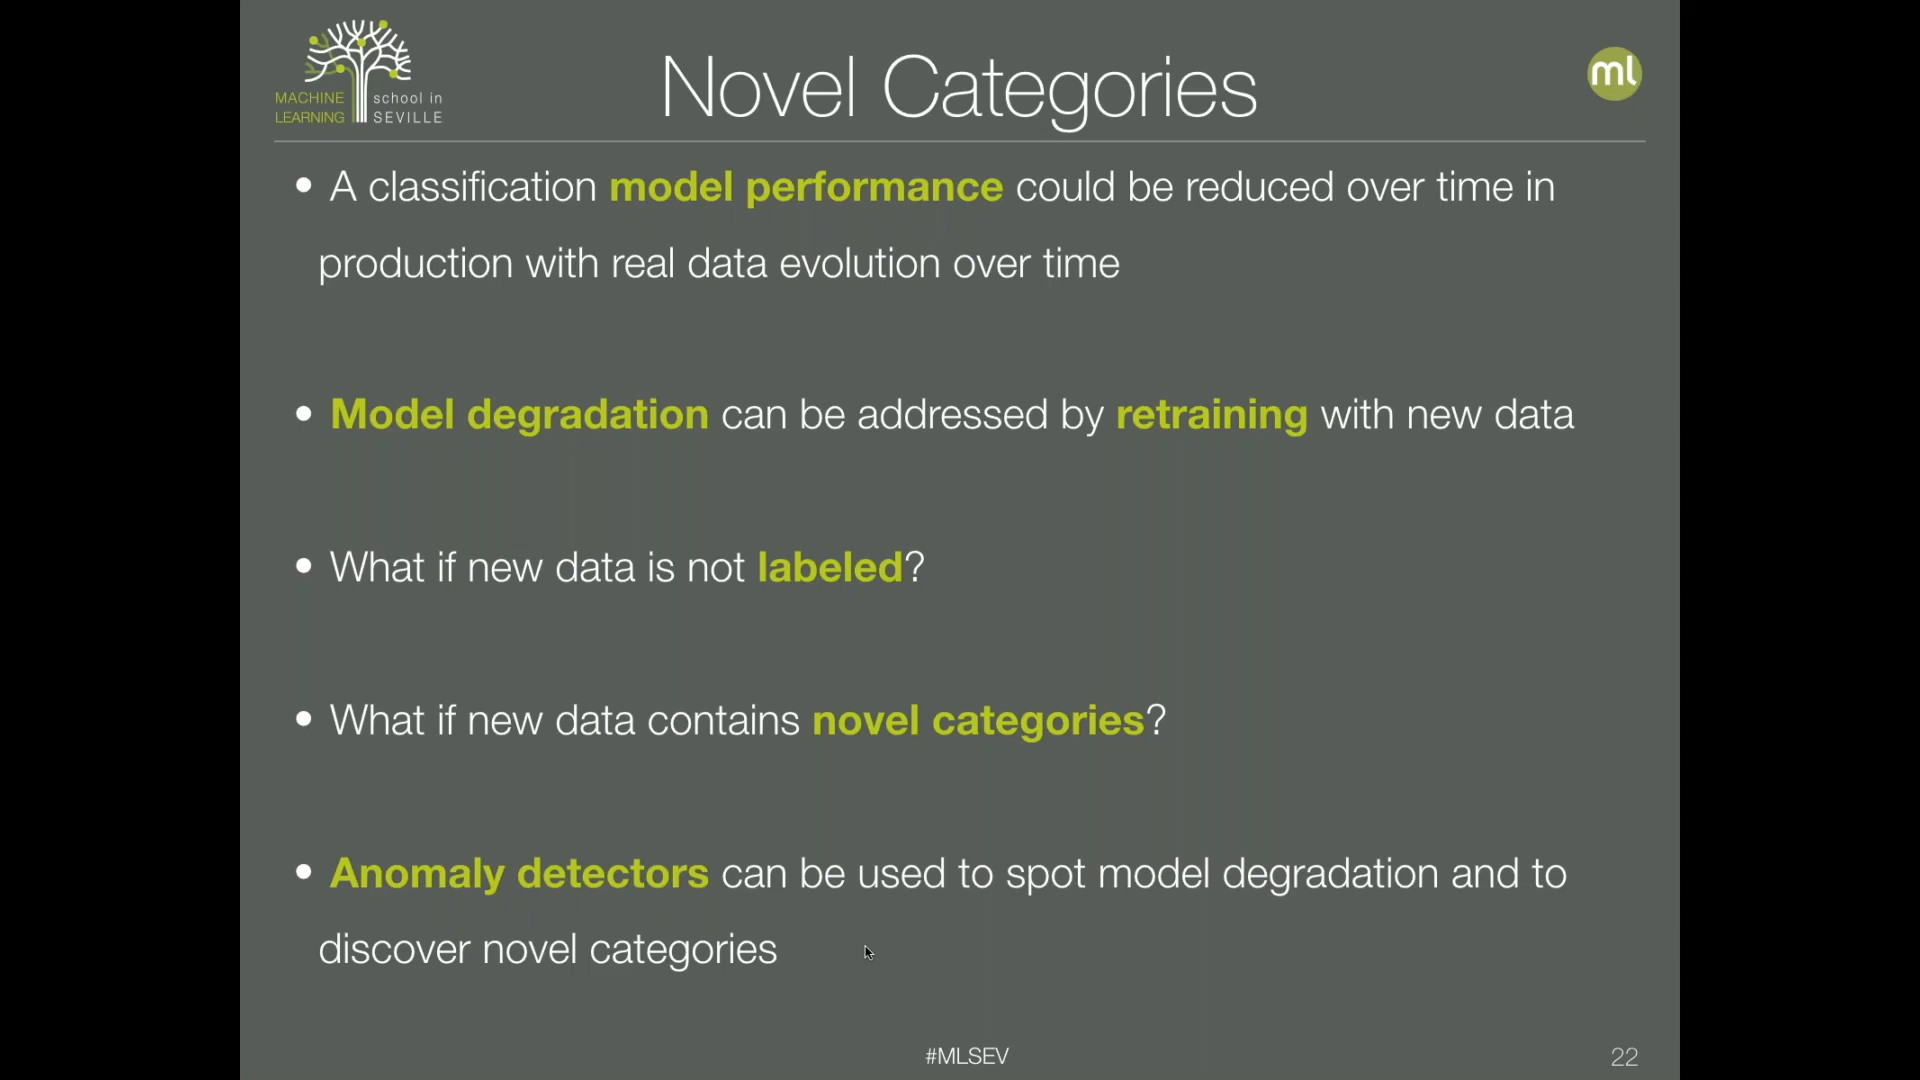 MACHINE school in
LEARNING SEVILLE
Novel Categories
ml
• A classification model performance could be reduced over time in
production with real data evolution over time
• Model degradation can be addressed by retraining with new data
• What if new data is not labeled?
• What if new data contains novel categories?
• Anomaly detectors can be used to spot model degradation and to
discover novel categories
#MLSEV
22